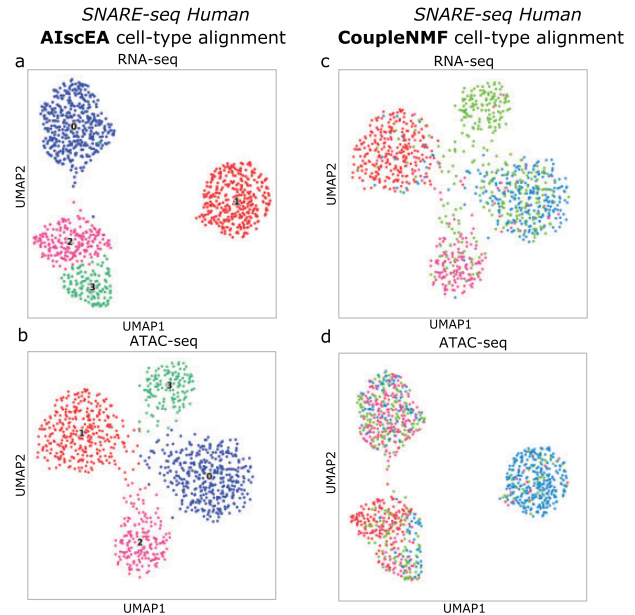 SNARE-seq Human
AIscEA cell-type alignment
a
RNA-seq
UMAP2
0
1
2
3
UMAP1
b
ATAC-seq
UMAP2
3
1
0
2
UMAP1
SNARE-seq Human
CoupleNMF cell-type alignment
c
RNA-seq
UMAP2
UMAP1
d
ATAC-seq
UMAP2
UMAP1